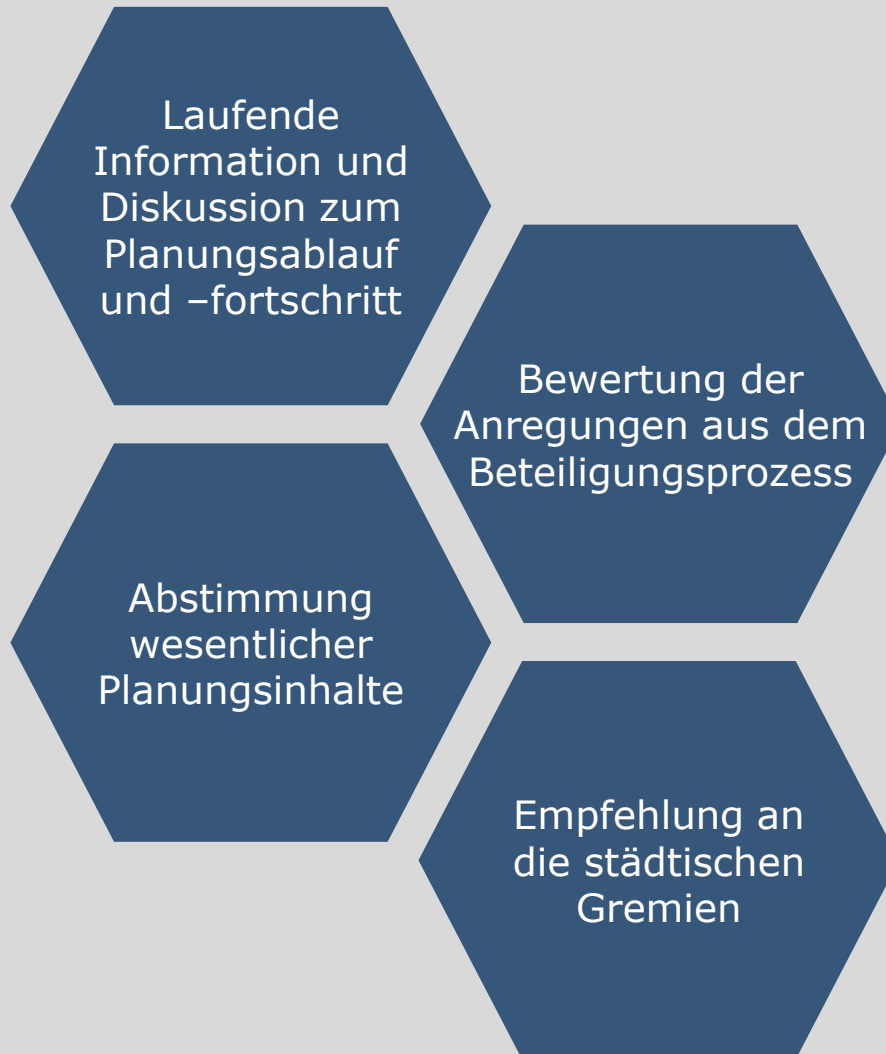 Laufende
Information und
Diskussion zum
Planungsablauf
und –fortschritt
Bewertung der
Anregungen aus dem
Beteiligungsprozess
Abstimmung
wesentlicher
Planungsinhalte
Empfehlung an
die städtischen
Gremien